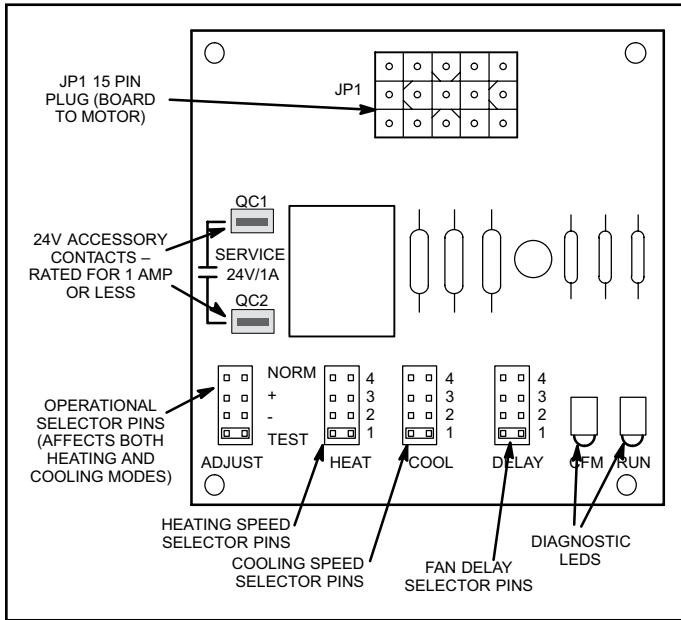 JP1 15 PIN
PLUG (BOARD
TO MOTOR)
JP1
QC1
24V ACCESSORY
CONTACTS –
RATED FOR 1 AMP
OR LESS
SERVICE
24V/1A
QC2
OPERATIONAL
SELECTOR PINS
(AFFECTS BOTH
HEATING AND
COOLING MODES)
NORM
+
-
TEST
ADJUST
4
3
2
1
HEAT
4
3
2
1
COOL
4
3
2
1
DELAY
CFM
RUN
HEATING SPEED
SELECTOR PINS
COOLING SPEED
SELECTOR PINS
FAN DELAY
SELECTOR PINS
DIAGNOSTIC
LEDS